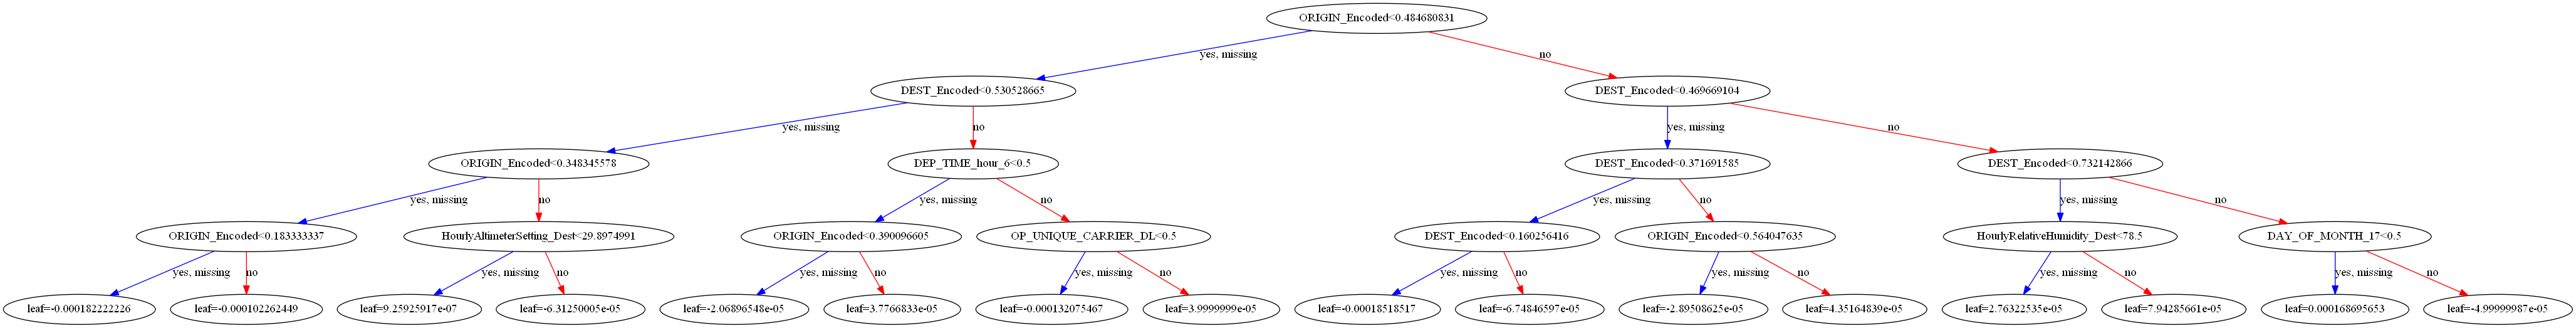 ORIGIN_Encoded<0.484680831
yes, missing
no
DEST_Encoded<0.530528665
DEST_Encoded<0.469669104
yes, missing
no
yes, missing
no
ORIGIN_Encoded<0.348345578
DEP_TIME_hour_6<0.5
DEST_Encoded<0.371691585
DEST_Encoded<0.732142866
yes, missing
no
yes, missing
no
yes, missing
no
yes, missing
no
ORIGIN_Encoded<0.183333337
HourlyAltimeterSetting_Dest<29.8974991
ORIGIN_Encoded<0.390096605
OP_UNIQUE_CARRIER_DL<0.5
DEST_Encoded<0.160256416
ORIGIN_Encoded<0.564047635
HourlyRelativeHumidity_Dest<78.5
DAY_OF_MONTH_17<0.5
yes, missing
no
yes, missing
no
yes, missing
no
yes, missing
no
yes, missing
no
yes, missing
no
yes, missing
no
yes, missing
no
leaf=-0.000182222226
leaf=-0.000102262449
leaf=9.25925917e-07
leaf=-6.31250005e-05
leaf=-2.06896548e-05
leaf=3.7766833e-05
leaf=-0.000132075467
leaf=3.9999999e-05
leaf=-0.00018518517
leaf=-6.74846597e-05
leaf=-2.89508625e-05
leaf=4.35164839e-05
leaf=2.76322535e-05
leaf=7.94285661e-05
leaf=0.000168695653
leaf=-4.99999987e-05